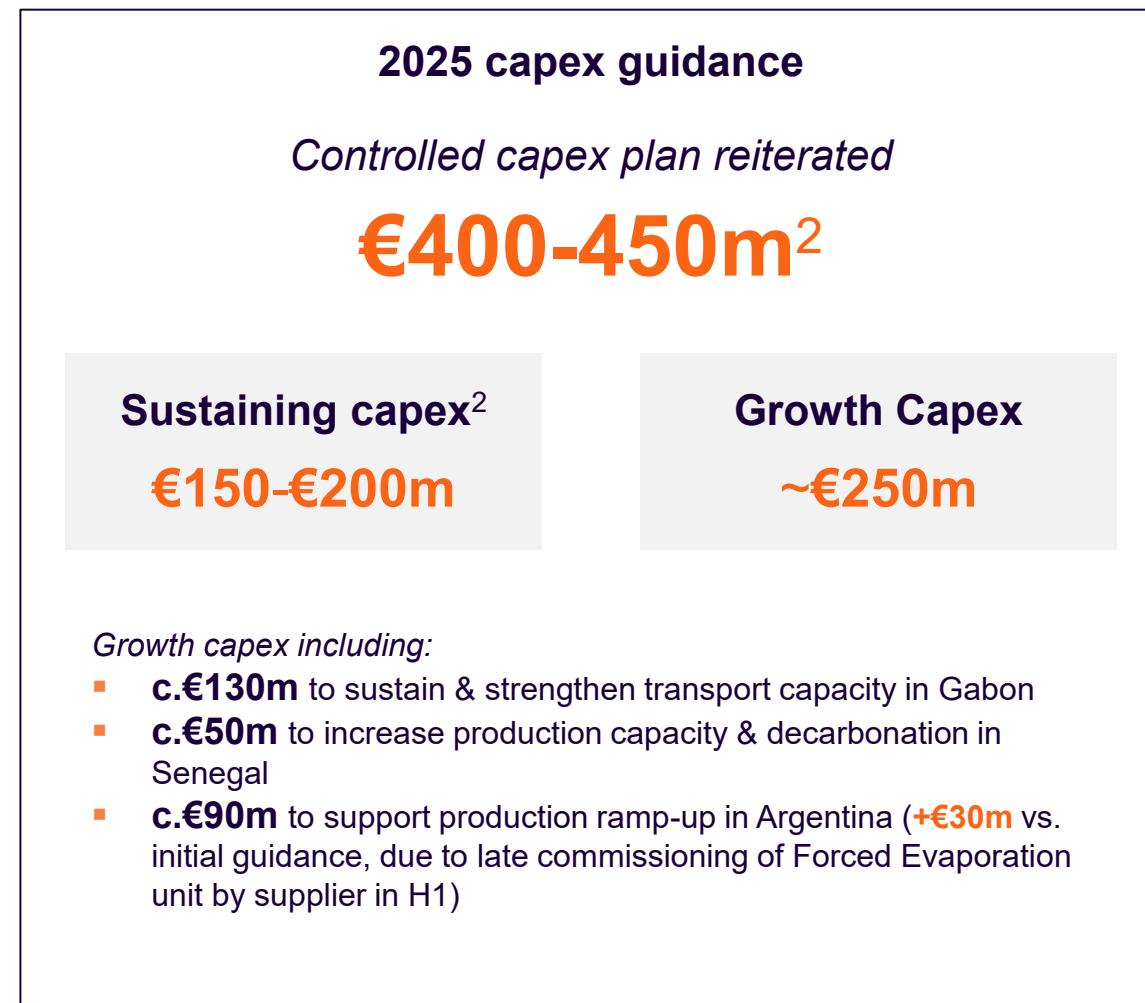 2025 capex guidance
Controlled capex plan reiterated
€400-450m2
Sustaining capex2
€150-€200m
Growth Capex
~€250m
Growth capex including:
▪ c.€130m to sustain & strengthen transport capacity in Gabon
▪ c.€50m to increase production capacity & decarbonation in
Senegal
▪ c.€90m to support production ramp-up in Argentina (+€30m vs.
initial guidance, due to late commissioning of Forced Evaporation
unit by supplier in H1)